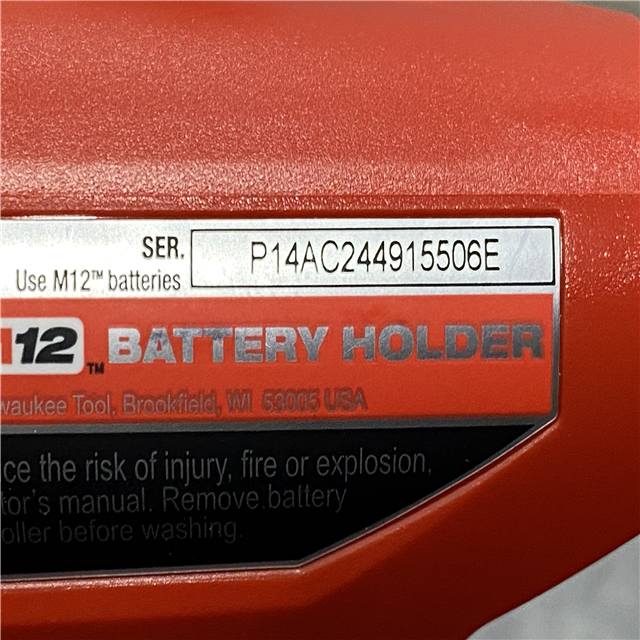 SER. P14AC244915506E
Use M12™ batteries
M12™ BATTERY HOLDER
waukee Tool, Brookfield, WI 53005 USA
ce the risk of injury, fire or explosion,
tor's manual. Remove battery
oller before washing.